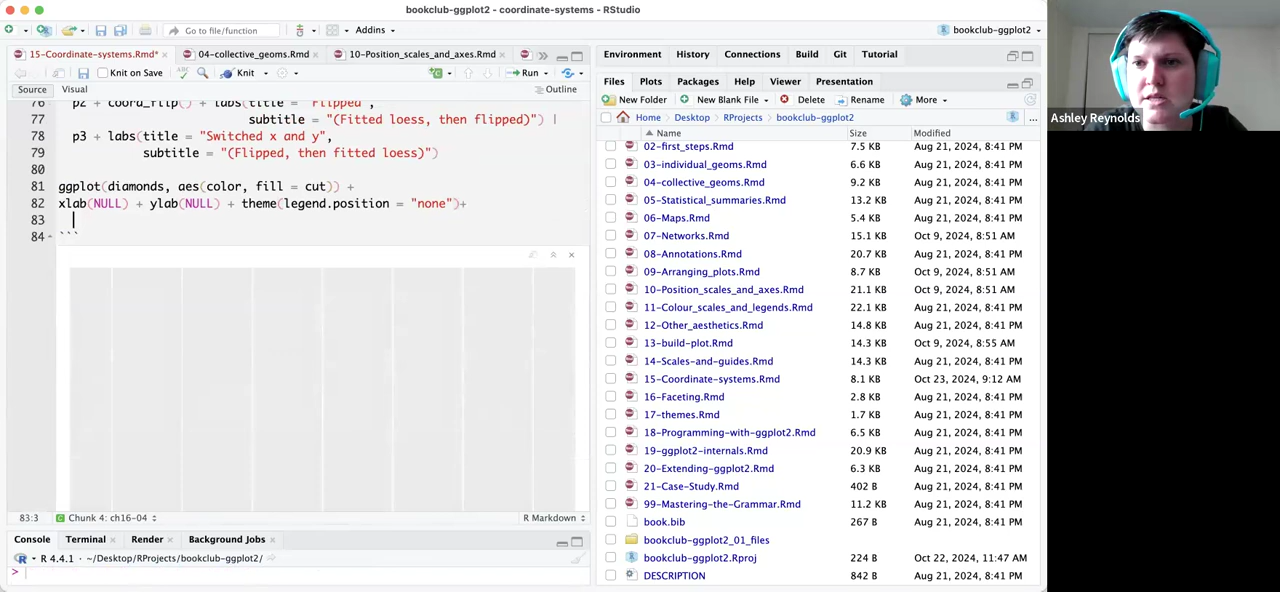 bookclub-ggplot2 - coordinate-systems - RStudio
Go to file/function
Addins
bookclub-ggplot2
15-Coordinate-systems.Rmd*
04-collective_geoms.Rmd
10-Position_scales_and_axes.Rmd
Knit on Save
Knit
Run
Source
Visual
Outline
76 p2 + coord_flip() + labs(title = "Flipped",
77 subtitle = "(Fitted loess, then flipped)") |
78 p3 + labs(title = "Switched x and y",
79 subtitle = "(Flipped, then fitted loess)")
80
81 ggplot(diamonds, aes(color, fill = cut)) +
82 xlab(NULL) + ylab(NULL) + theme(legend.position = "none")+
83
84 ```
83:3
Chunk 4: ch16-04
R Markdown
Console
Terminal
Render
Background Jobs
R 4.4.1 · ~/Desktop/RProjects/bookclub-ggplot2/
>
Environment
History
Connections
Build
Git
Tutorial
Files
Plots
Packages
Help
Viewer
Presentation
New Folder
New Blank File
Delete
Rename
More
Home
Desktop
RProjects
bookclub-ggplot2
...
Name
Size
Modified
02-first_steps.Rmd 7.5 KB Aug 21, 2024, 8:41 PM
03-individual_geoms.Rmd 6.6 KB Aug 21, 2024, 8:41 PM
04-collective_geoms.Rmd 9.2 KB Aug 21, 2024, 8:41 PM
05-Statistical_summaries.Rmd 13.2 KB Aug 21, 2024, 8:41 PM
06-Maps.Rmd 5.4 KB Aug 21, 2024, 8:41 PM
07-Networks.Rmd 15.1 KB Oct 9, 2024, 8:51 AM
08-Annotations.Rmd 20.7 KB Aug 21, 2024, 8:41 PM
09-Arranging_plots.Rmd 8.7 KB Oct 9, 2024, 8:51 AM
10-Position_scales_and_axes.Rmd 21.1 KB Oct 9, 2024, 8:51 AM
11-Colour_scales_and_legends.Rmd 22.1 KB Aug 21, 2024, 8:41 PM
12-Other_aesthetics.Rmd 14.8 KB Aug 21, 2024, 8:41 PM
13-build-plot.Rmd 14.3 KB Oct 9, 2024, 8:55 AM
14-Scales-and-guides.Rmd 14.3 KB Aug 21, 2024, 8:41 PM
15-Coordinate-systems.Rmd 8.1 KB Oct 23, 2024, 9:12 AM
16-Faceting.Rmd 2.8 KB Aug 21, 2024, 8:41 PM
17-themes.Rmd 1.7 KB Aug 21, 2024, 8:41 PM
18-Programming-with-ggplot2.Rmd 6.5 KB Aug 21, 2024, 8:41 PM
19-ggplot2-internals.Rmd 20.9 KB Aug 21, 2024, 8:41 PM
20-Extending-ggplot2.Rmd 6.3 KB Aug 21, 2024, 8:41 PM
21-Case-Study.Rmd 402 B Aug 21, 2024, 8:41 PM
99-Mastering-the-Grammar.Rmd 11.2 KB Aug 21, 2024, 8:41 PM
book.bib 267 B Aug 21, 2024, 8:41 PM
bookclub-ggplot2_01_files
bookclub-ggplot2.Rproj 224 B Oct 22, 2024, 11:47 AM
DESCRIPTION 842 B Aug 21, 2024, 8:41 PM
Ashley Reynolds